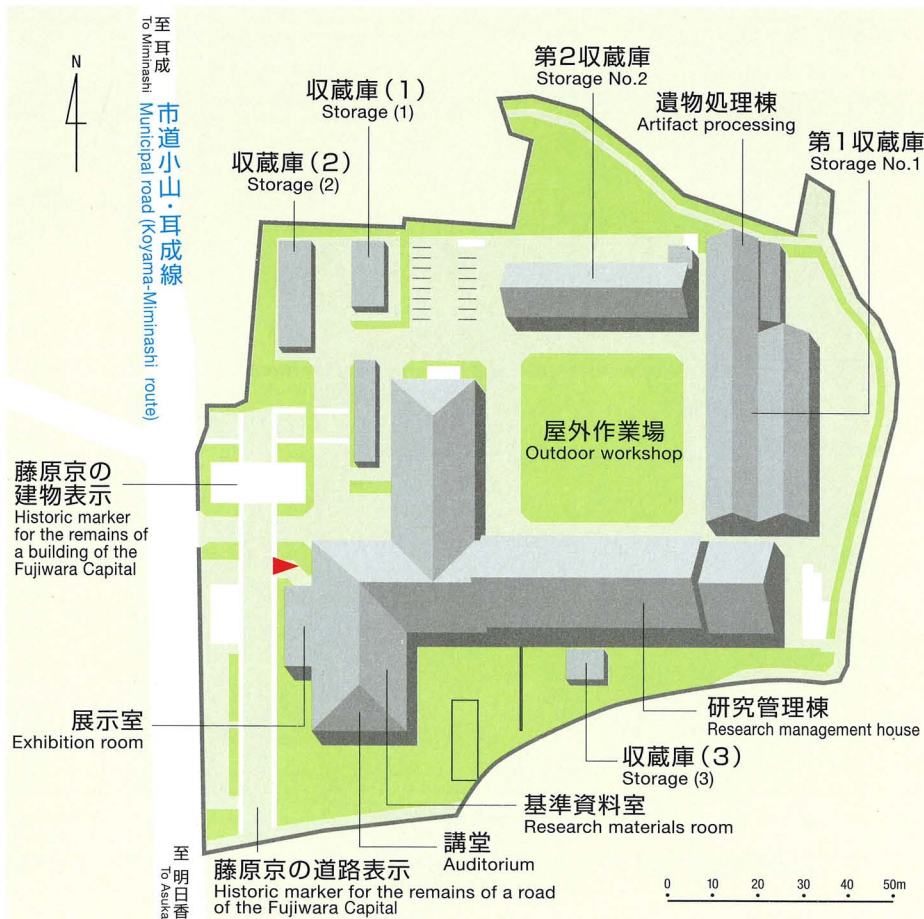 N
至 耳成
To Miminashi
市道小山・耳成線
Municipal road (Koyama-Miminashi route)
収蔵庫(1)
Storage (1)
収蔵庫(2)
Storage (2)
第2収蔵庫
Storage No.2
遺物処理棟
Artifact processing
第1収蔵庫
Storage No.1
屋外作業場
Outdoor workshop
藤原京の
建物表示
Historic marker
for the remains of
a building of the
Fujiwara Capital
展示室
Exhibition room
研究管理棟
Research management house
収蔵庫(3)
Storage (3)
基準資料室
Research materials room
講堂
Auditorium
藤原京の道路表示
Historic marker for the remains of a road
of the Fujiwara Capital
至 明日香
To Asuka
0 10 20 30 40 50m